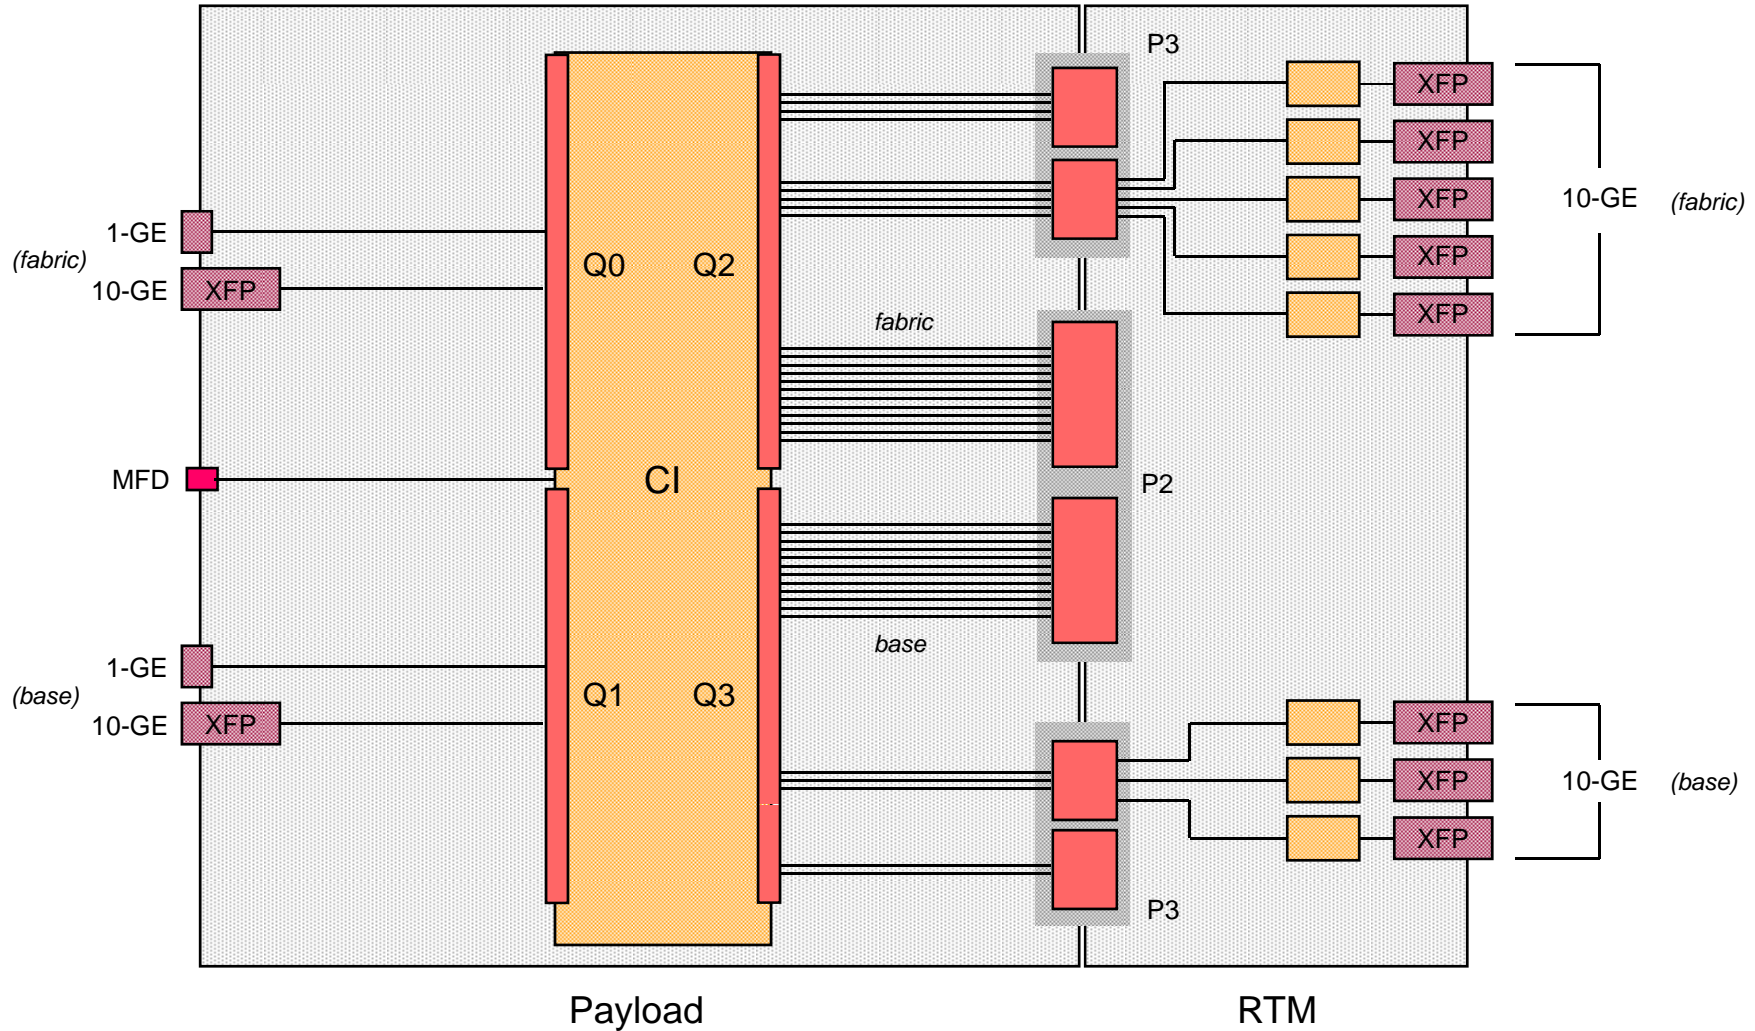 P3
XFP
XFP
XFP
10-GE
(fabric)
XFP
XFP
1-GE
(fabric)
10-GE
XFP
Q0
Q2
fabric
MFD
CI
P2
base
1-GE
(base)
10-GE
XFP
Q1
Q3
XFP
XFP
10-GE
(base)
XFP
P3
Payload
RTM